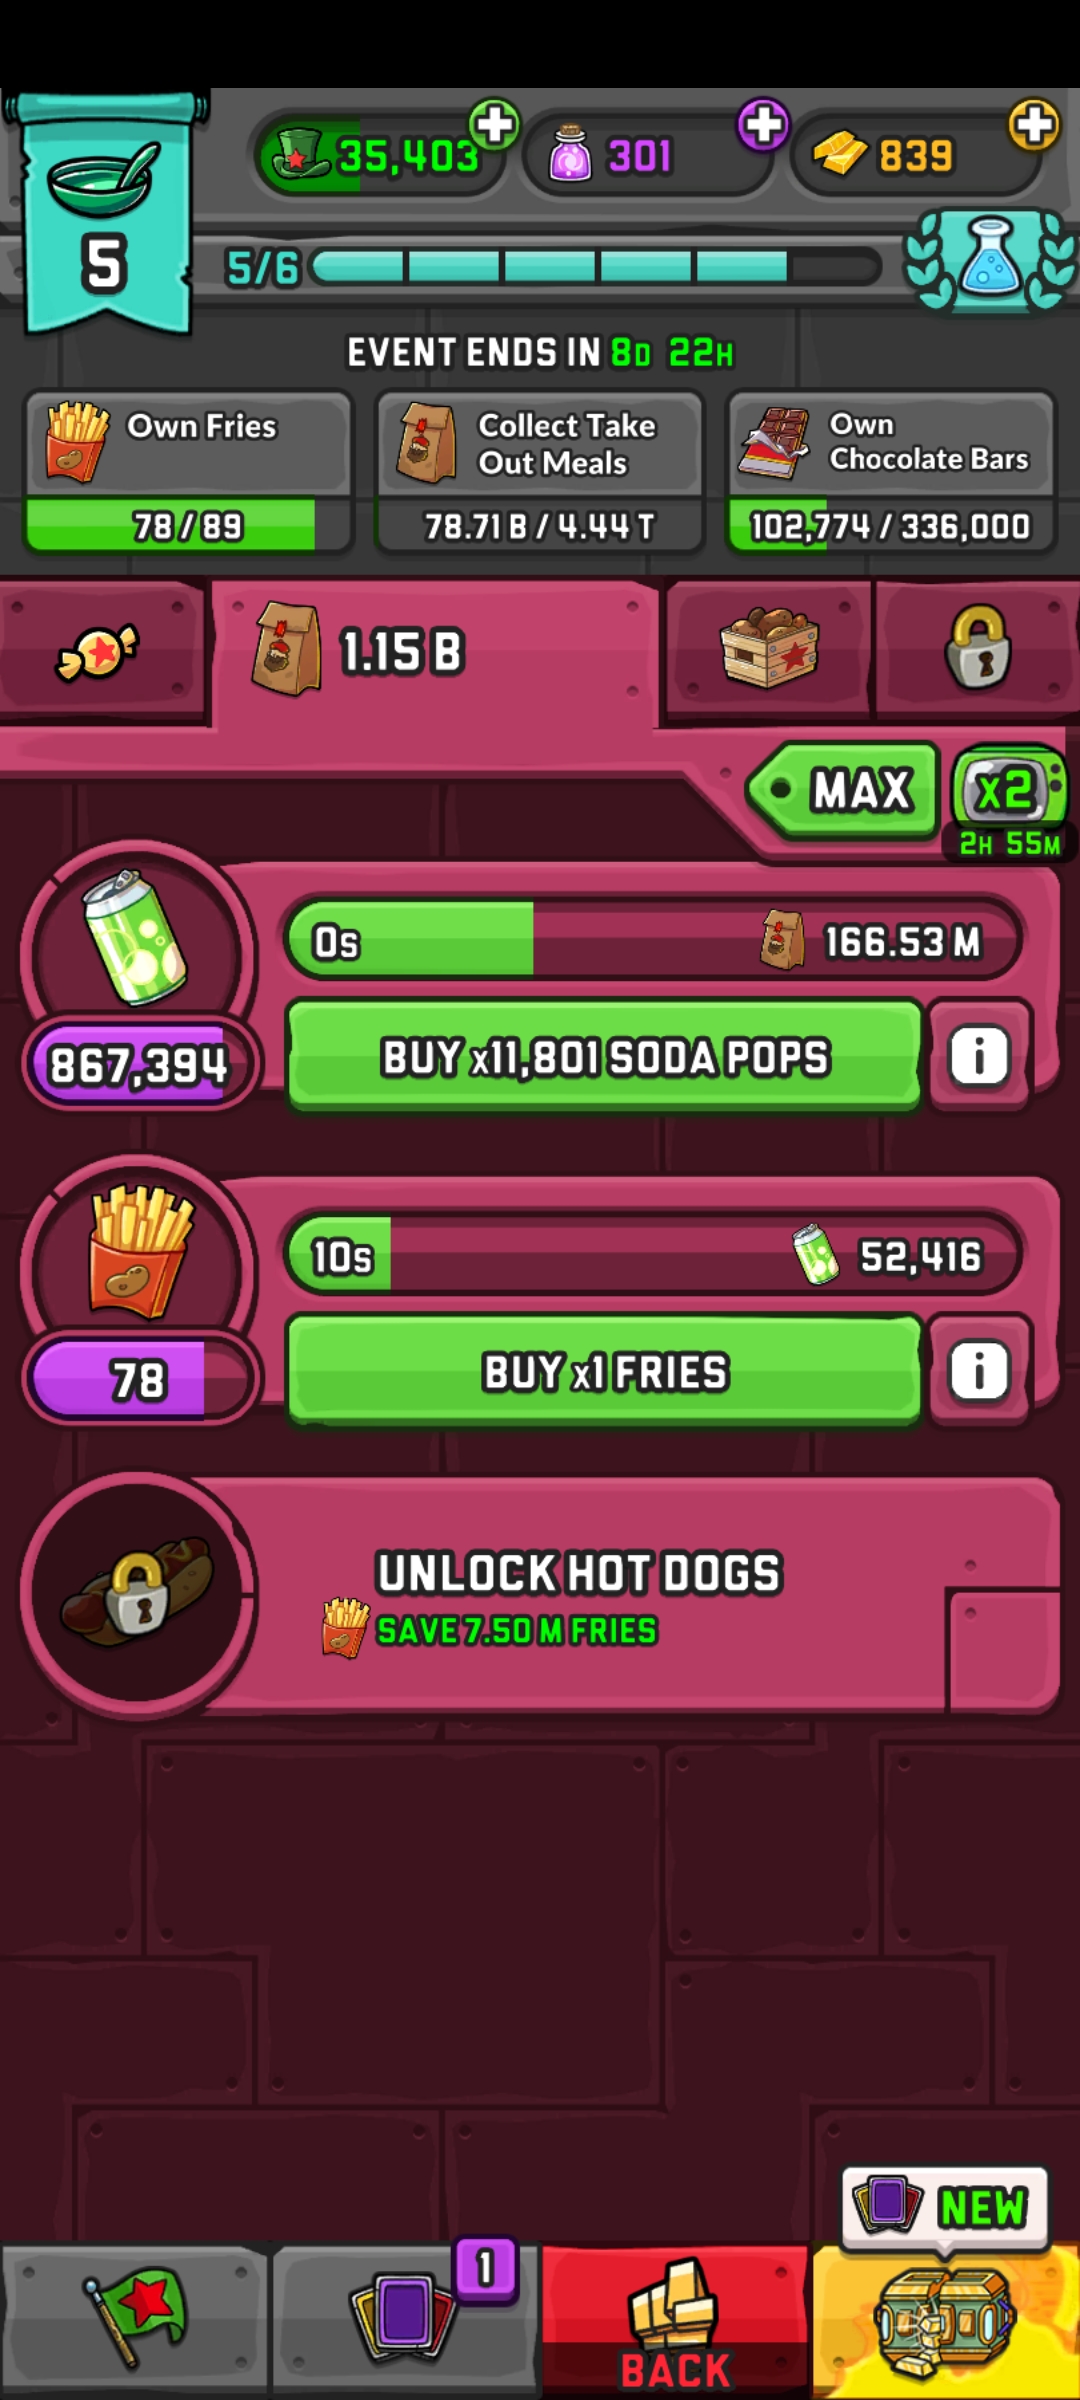 35,403
301
839
5
5/6
EVENT ENDS IN 8D 22H
Own Fries
78 / 89
Collect Take
Out Meals
78.71 B / 4.44 T
Own
Chocolate Bars
102,774 / 336,000
1.15 B
MAX
x2
2H 55M
0s
166.53 M
867,394
BUY x11,801 SODA POPS
i
10s
52,416
78
BUY x1 FRIES
i
UNLOCK HOT DOGS
SAVE 7.50 M FRIES
NEW
1
BACK